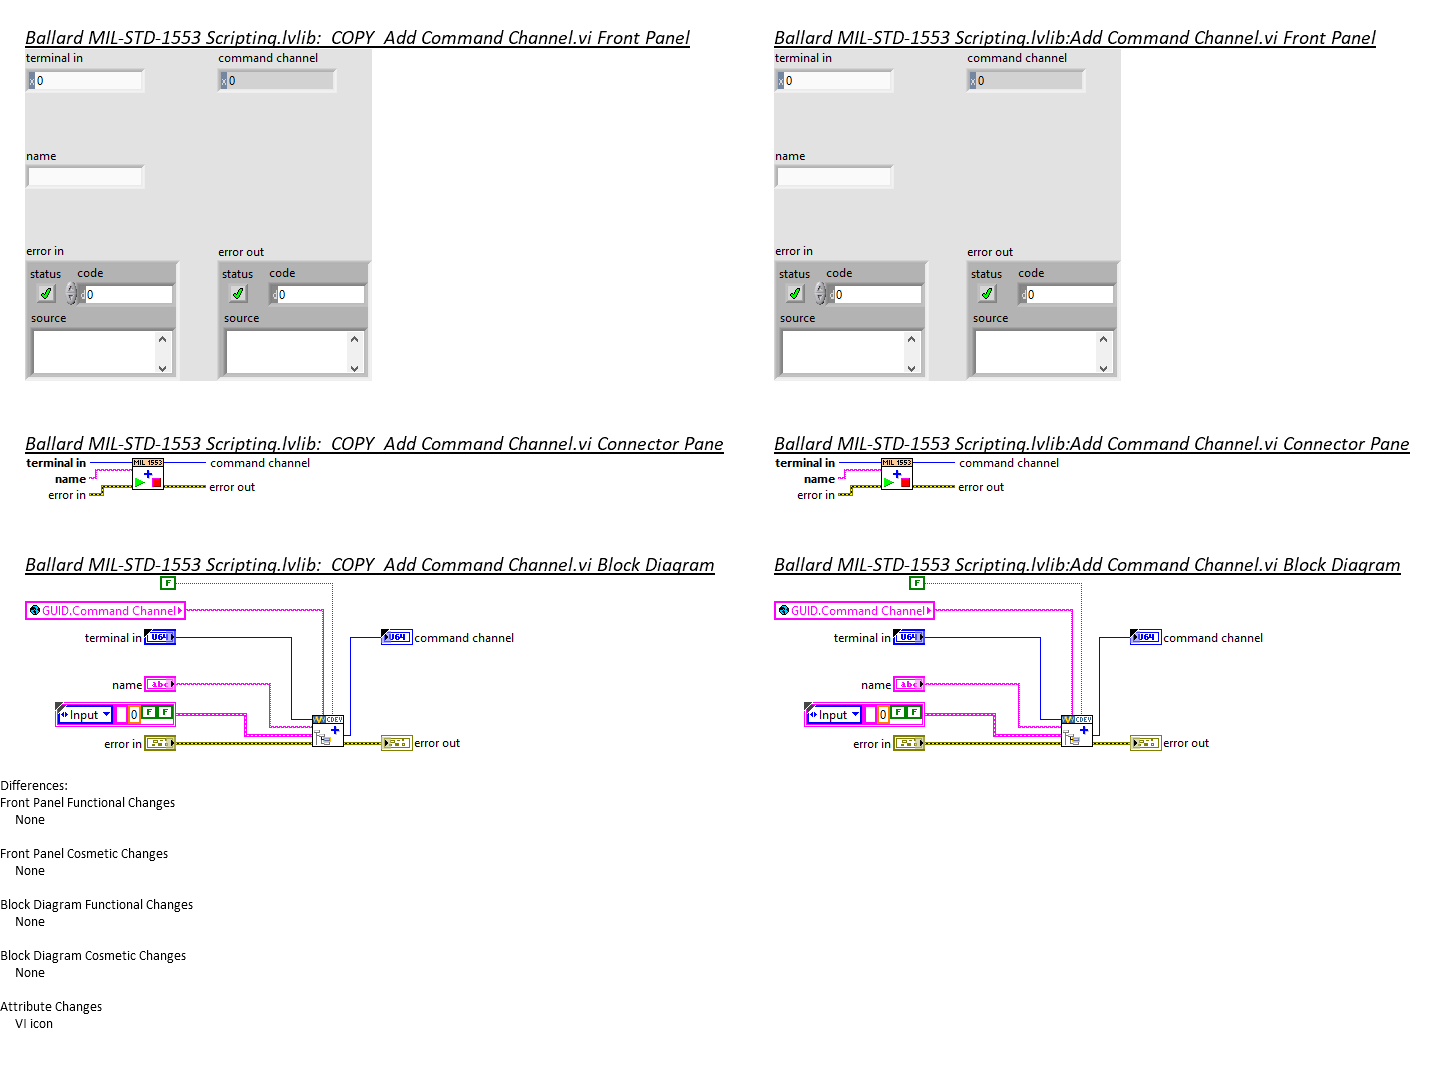 Ballard MIL-STD-1553 Scripting.lvlib:_COPY_Add Command Channel.vi Front Panel
terminal in
command channel
x 0
x 0
name
error in
error out
status
code
status
code
d 0
d 0
source
source
Ballard MIL-STD-1553 Scripting.lvlib:Add Command Channel.vi Front Panel
terminal in
command channel
x 0
x 0
name
error in
error out
status
code
status
code
d 0
d 0
source
source
Ballard MIL-STD-1553 Scripting.lvlib:_COPY_Add Command Channel.vi Connector Pane
terminal in
MIL 1553
command channel
name
error in
error out
Ballard MIL-STD-1553 Scripting.lvlib:Add Command Channel.vi Connector Pane
terminal in
MIL 1553
command channel
name
error in
error out
Ballard MIL-STD-1553 Scripting.lvlib:_COPY_Add Command Channel.vi Block Diagram
F
GUID.Command Channel
terminal in U64
U64 command channel
name abc
Input 0 F F
CDEV
error in
error out
Ballard MIL-STD-1553 Scripting.lvlib:Add Command Channel.vi Block Diagram
F
GUID.Command Channel
terminal in U64
U64 command channel
name abc
Input 0 F F
CDEV
error in
error out
Differences:
Front Panel Functional Changes
None
Front Panel Cosmetic Changes
None
Block Diagram Functional Changes
None
Block Diagram Cosmetic Changes
None
Attribute Changes
VI icon